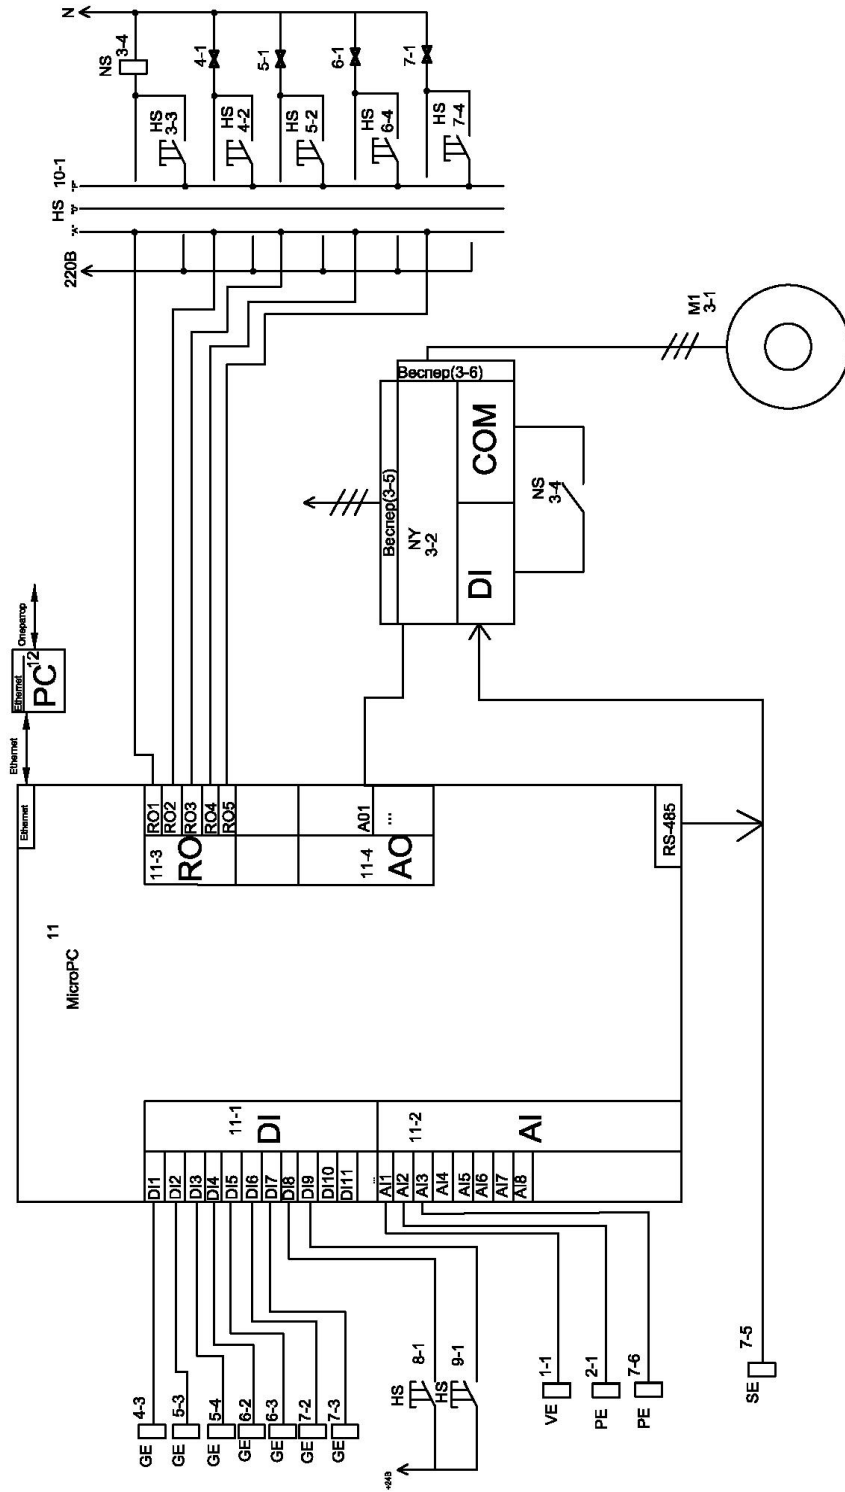 N
NS
3-4
4-1
5-1
6-1
7-1
HS
3-3
HS
4-2
HS
5-2
HS
6-4
HS
7-4
HS
10-1
220В
М1
3-1
Веспер(3-6)
Веспер(3-5)
NY
3-2
DI
COM
NS
3-4
Оператор
Ethernet
PC
12
Ethernet
Ethernet
11
MicroPC
RO1
RO2
RO3
RO4
RO5
11-3
RO
A01
...
11-4
AO
RS-485
11-1
DI
DI1
DI2
DI3
DI4
DI5
DI6
DI7
DI8
DI9
DI10
DI11
...
11-2
AI
AI1
AI2
AI3
AI4
AI5
AI6
AI7
AI8
GE
4-3
GE
5-3
GE
5-4
GE
6-2
GE
6-3
GE
7-2
GE
7-3
+24В
HS
8-1
HS
9-1
VE
1-1
PE
2-1
PE
7-6
SE
7-5